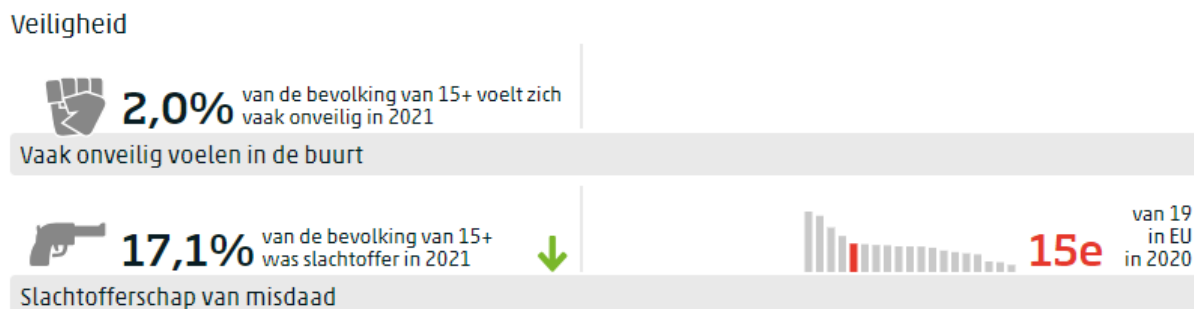 Veiligheid
2,0% van de bevolking van 15+ voelt zich
vaak onveilig in 2021
Vaak onveilig voelen in de buurt
17,1% van de bevolking van 15+
was slachtoffer in 2021
15e van 19
in EU
in 2020
Slachtofferschap van misdaad